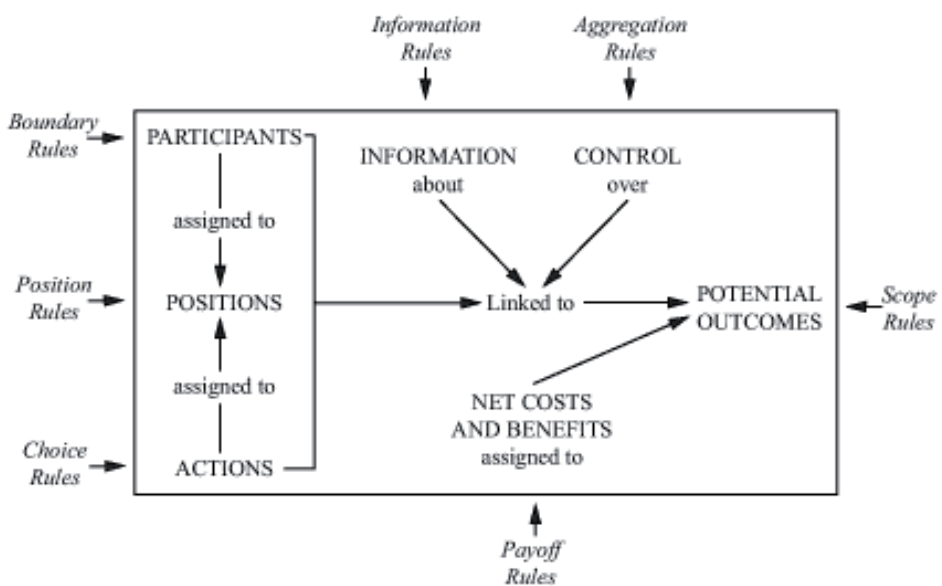 Information
Rules
Aggregation
Rules
Boundary
Rules
PARTICIPANTS
INFORMATION
about
CONTROL
over
assigned to
Position
Rules
POSITIONS
Linked to
POTENTIAL
OUTCOMES
Scope
Rules
assigned to
NET COSTS
AND BENEFITS
assigned to
Choice
Rules
ACTIONS
Payoff
Rules